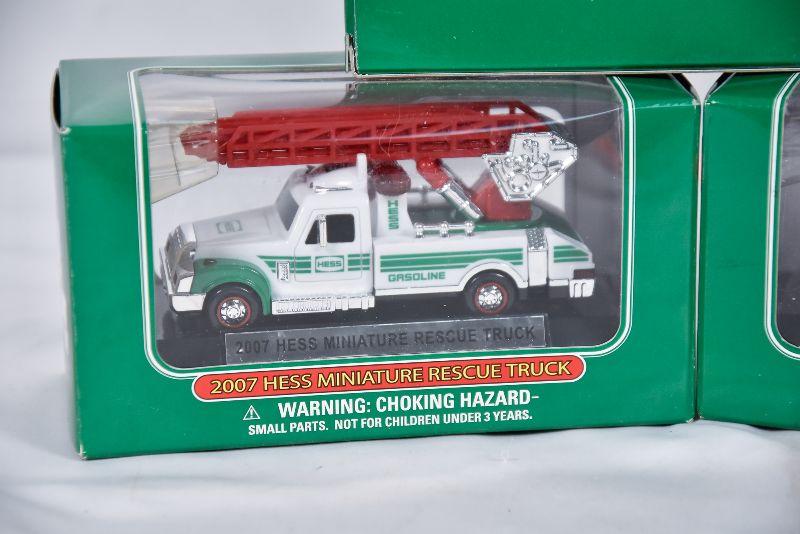 HESS
HESS
GASOLINE
2007 HESS MINIATURE RESCUE TRUCK
2007 HESS MINIATURE RESCUE TRUCK
WARNING: CHOKING HAZARD-
SMALL PARTS. NOT FOR CHILDREN UNDER 3 YEARS.